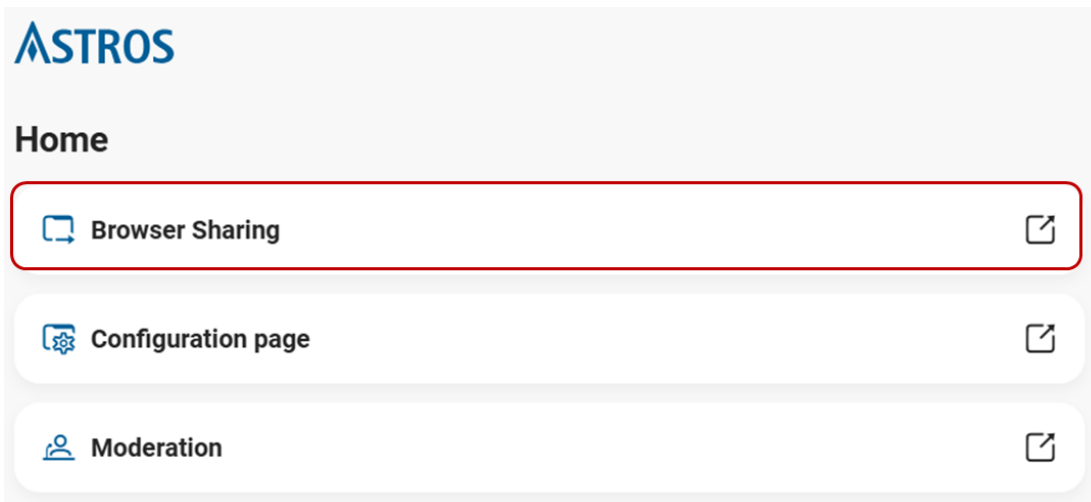 ASTROS
Home
Browser Sharing
Configuration page
Moderation